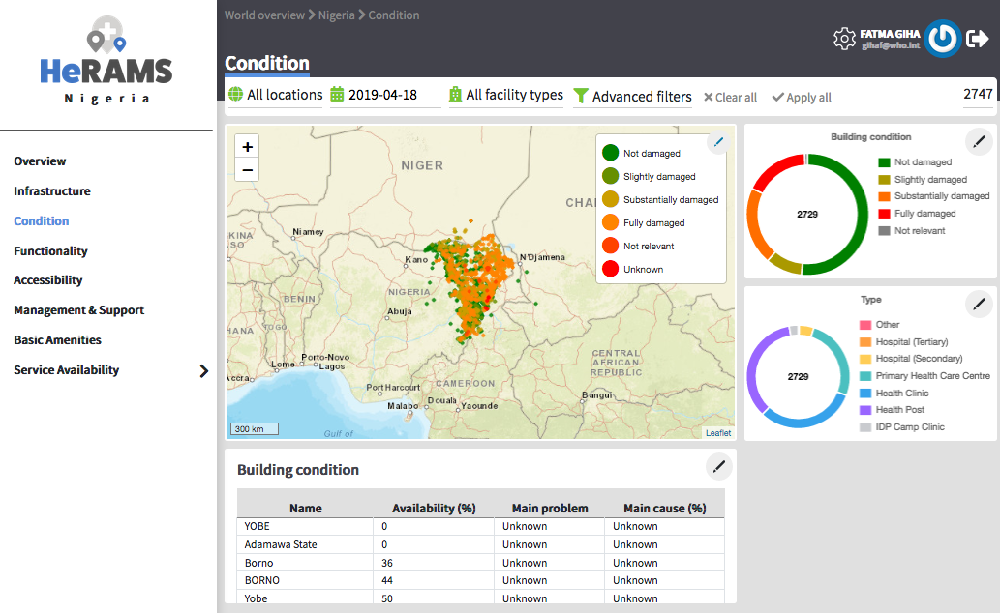 World overview > Nigeria > Condition
HeRAMS
Nigeria
FATMA GIHA
gihaf@who.int
Condition
All locations
2019-04-18
All facility types
Advanced filters
Clear all
Apply all
2747
Overview
Infrastructure
Condition
Functionality
Accessibility
Management & Support
Basic Amenities
Service Availability
+
−
NIGER
CHA
KINA
SO
Niamey
Kano
N'Djamena
BENIN
NIGERIA
Abuja
HANA
TOGO
Accra
Lome
Porto-Novo
Lagos
CENTRAL
AFRICAN
REPUBLIC
CAMEROON
Port Harcourt
Malabo
Douala
Yaounde
Bangui
300 km
Gulf of
Leaflet
Not damaged
Slightly damaged
Substantially damaged
Fully damaged
Not relevant
Unknown
Building condition
2729
Not damaged
Slightly damaged
Substantially damaged
Fully damaged
Not relevant
Type
2729
Other
Hospital (Tertiary)
Hospital (Secondary)
Primary Health Care Centre
Health Clinic
Health Post
IDP Camp Clinic
Building condition
Name Availability (%) Main problem Main cause (%)
YOBE 0 Unknown Unknown
Adamawa State 0 Unknown Unknown
Borno 36 Unknown Unknown
BORNO 44 Unknown Unknown
Yobe 50 Unknown Unknown